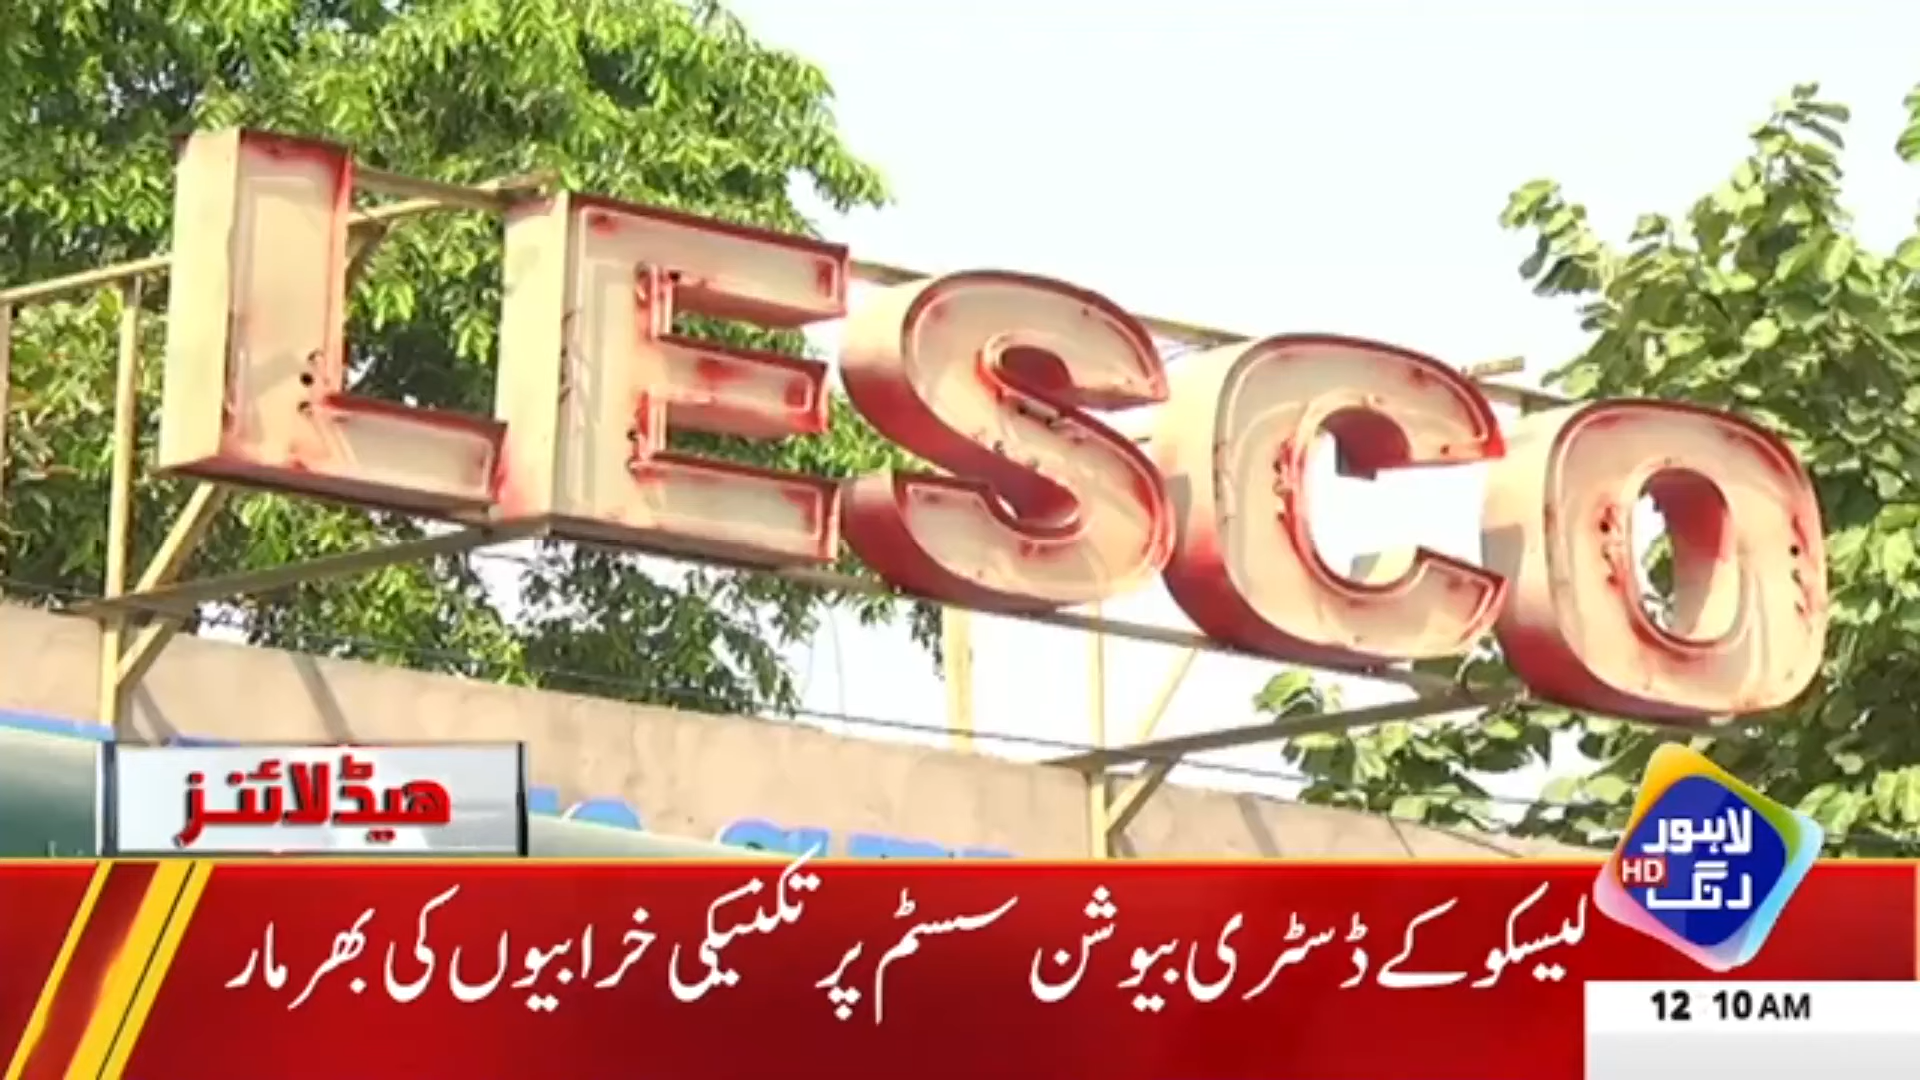 LESCO
ہیڈلائنز
لاہور
HD
رنگ
لیسکو کے ڈسٹری بیوشن سسٹم پر تکنیکی خرابیوں کی بھرمار
12 10 AM